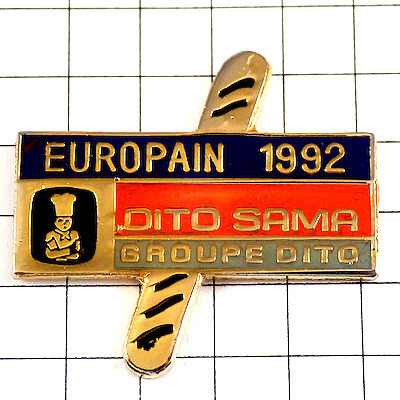 EUROPAIN 1992
DITO SAMA
GROUPE DITO